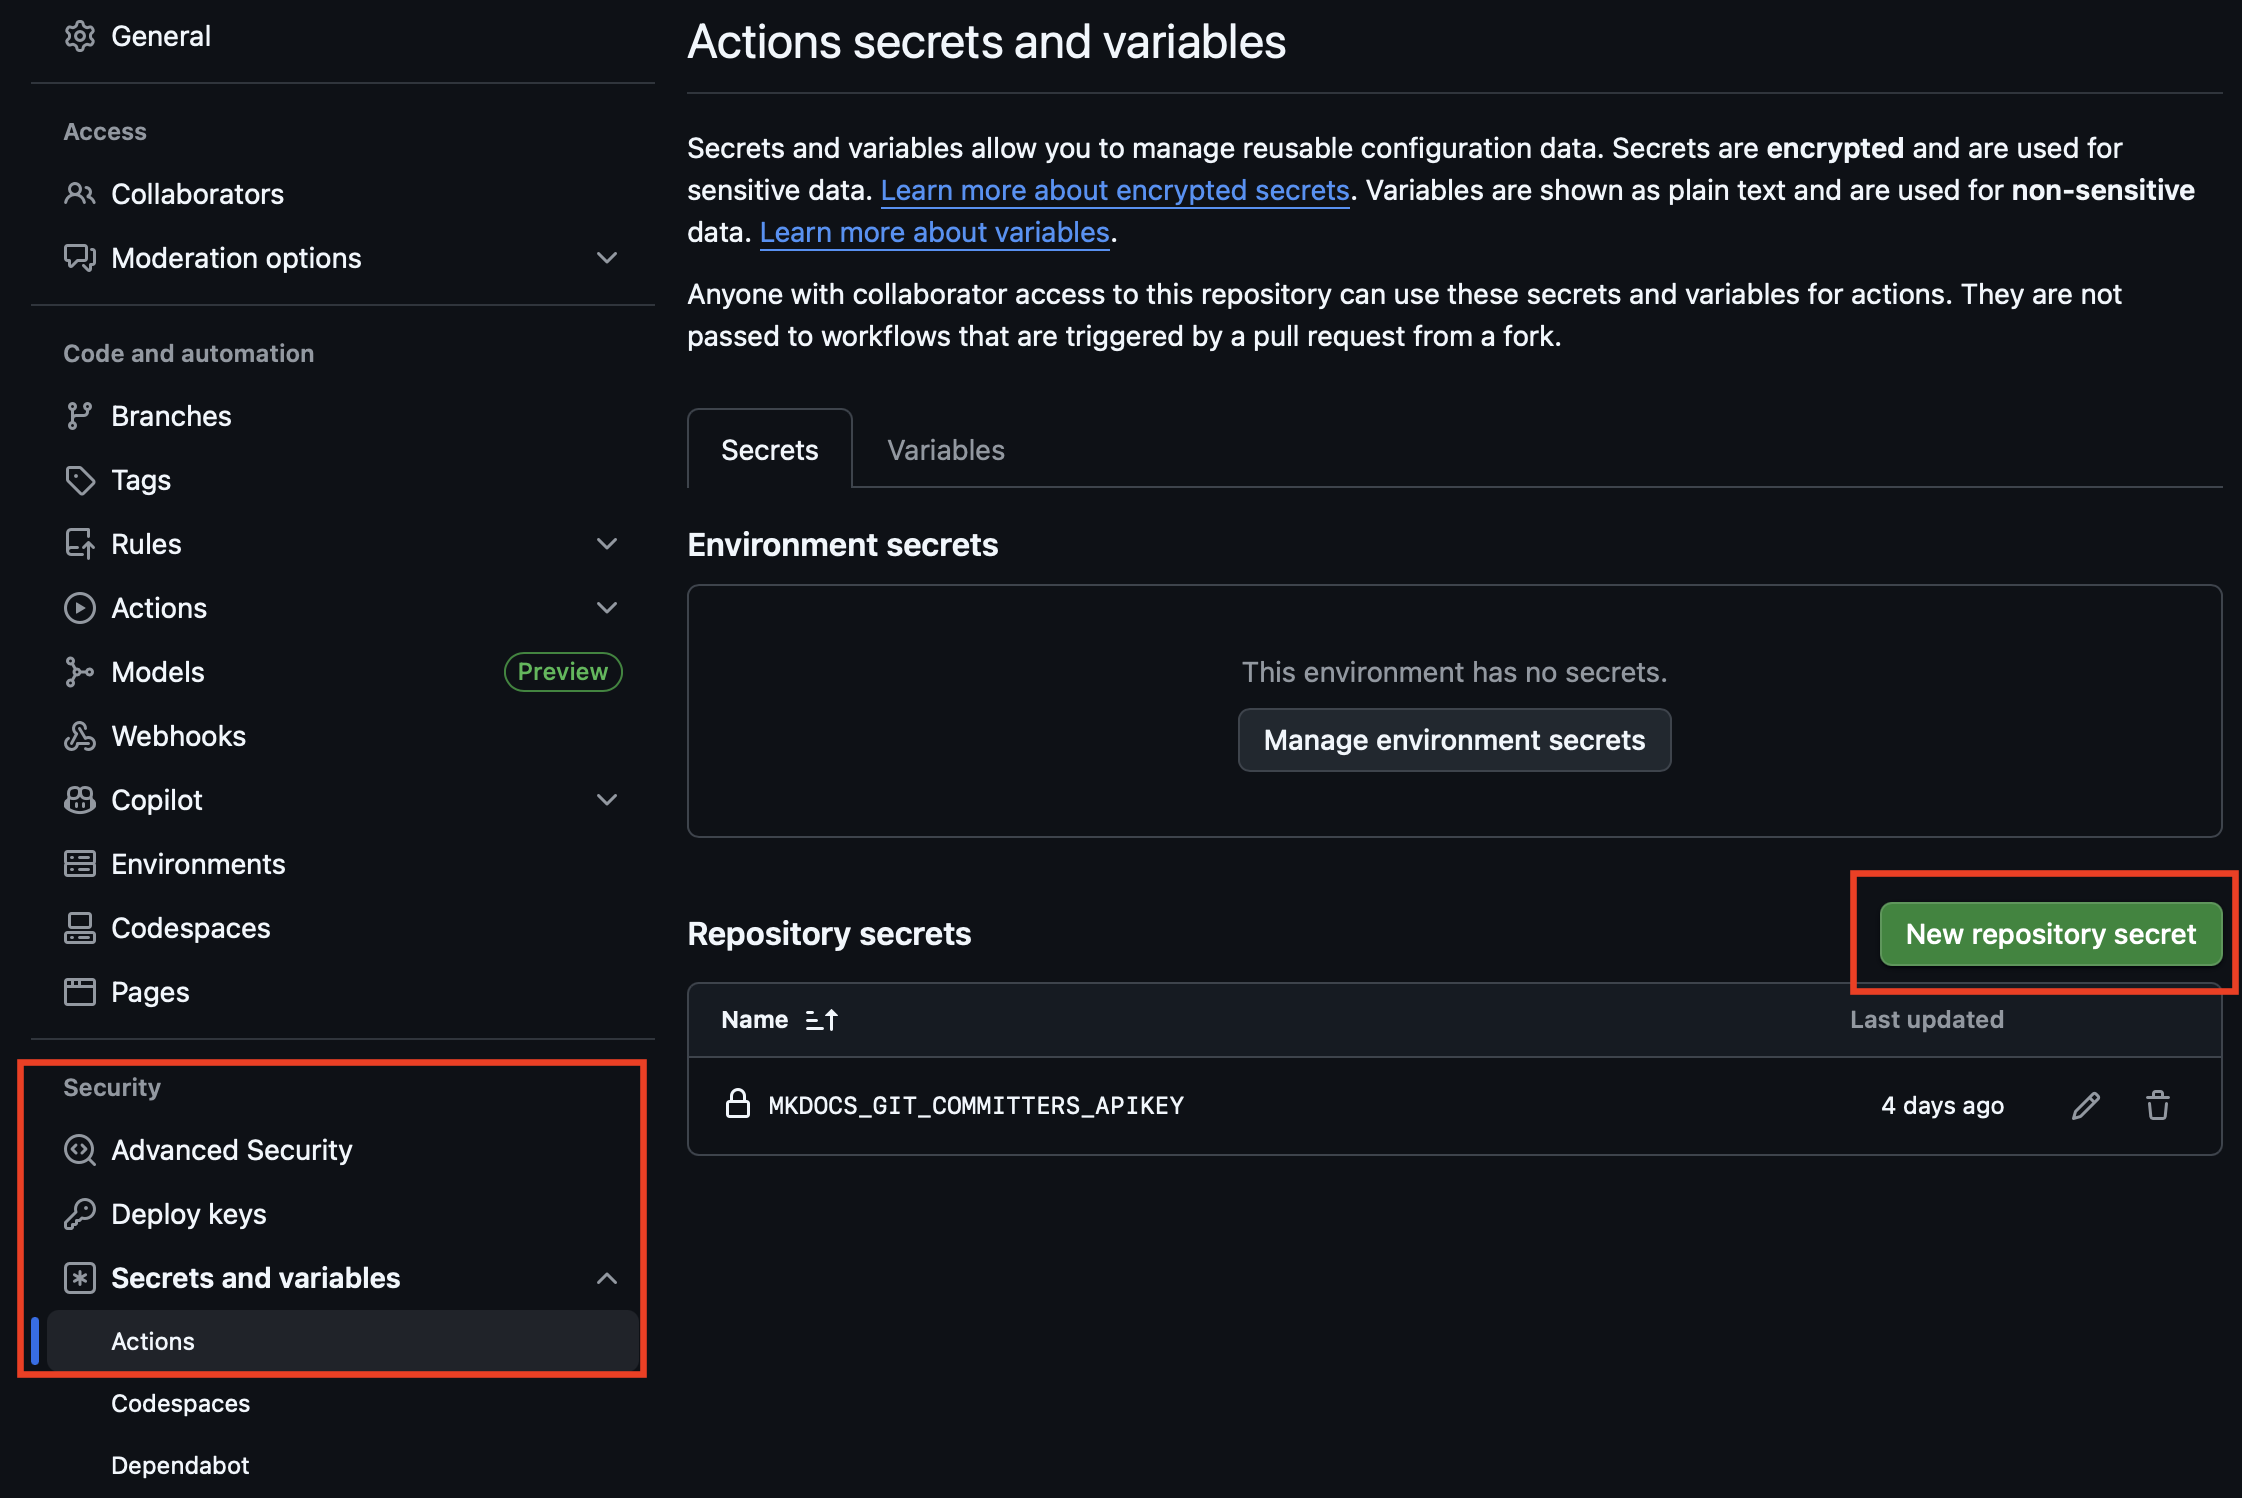 General
Access
Collaborators
Moderation options
Code and automation
Branches
Tags
Rules
Actions
Models
Preview
Webhooks
Copilot
Environments
Codespaces
Pages
Security
Advanced Security
Deploy keys
Secrets and variables
Actions
Codespaces
Dependabot
Actions secrets and variables
Secrets and variables allow you to manage reusable configuration data. Secrets are encrypted and are used for
sensitive data. Learn more about encrypted secrets. Variables are shown as plain text and are used for non-sensitive
data. Learn more about variables.
Anyone with collaborator access to this repository can use these secrets and variables for actions. They are not
passed to workflows that are triggered by a pull request from a fork.
Secrets Variables
Environment secrets
This environment has no secrets.
Manage environment secrets
Repository secrets
New repository secret
Name Last updated
MKDOCS_GIT_COMMITTERS_APIKEY 4 days ago